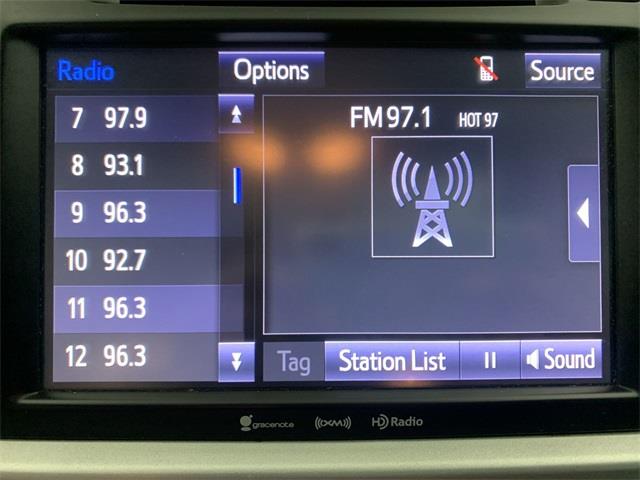 Radio
Options
Source
7 97.9
8 93.1
9 96.3
10 92.7
11 96.3
12 96.3
FM 97.1 HOT 97
Tag
Station List
Sound
gracenote
((XM))
HD Radio